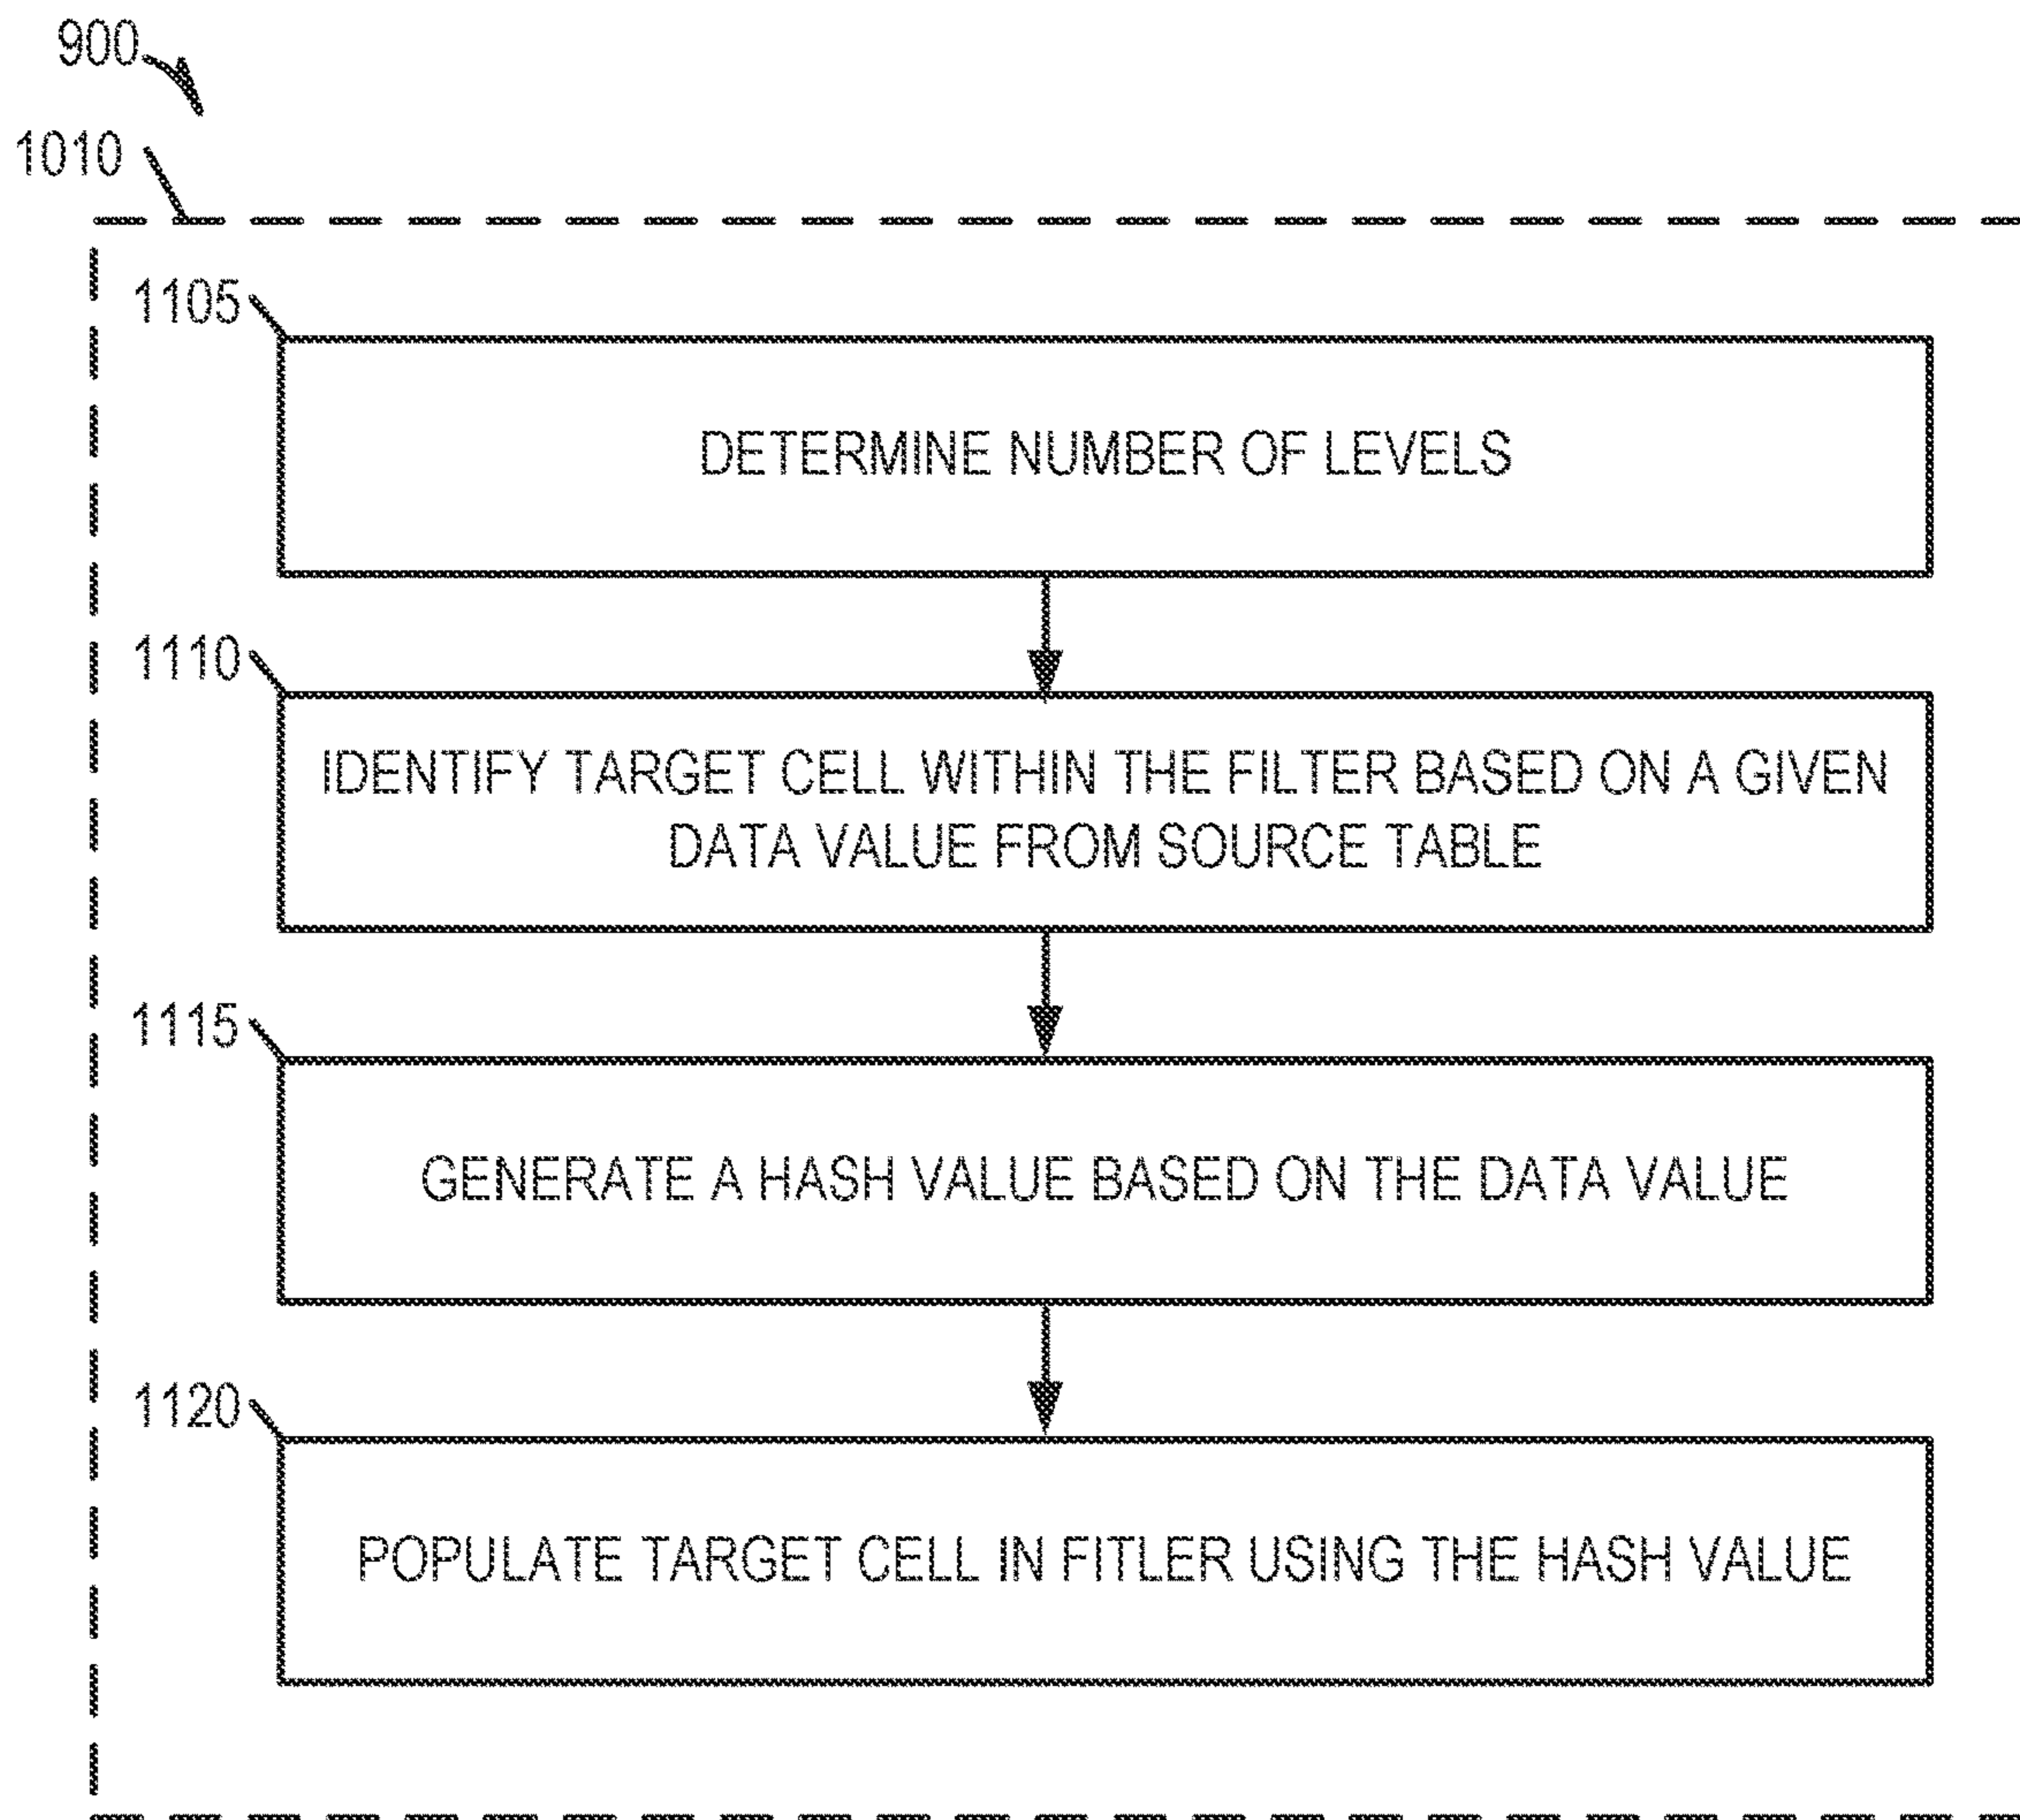 900
1010
1105
DETERMINE NUMBER OF LEVELS
1110
IDENTIFY TARGET CELL WITHIN THE FILTER BASED ON A GIVEN
DATA VALUE FROM SOURCE TABLE
1115
GENERATE A HASH VALUE BASED ON THE DATA VALUE
1120
POPULATE TARGET CELL IN FITLER USING THE HASH VALUE